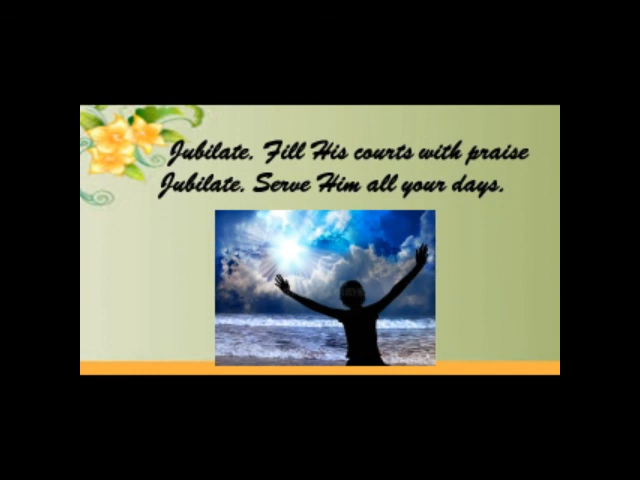 Jubilate. Fill His courts with praise
Jubilate. Serve Him all your days.